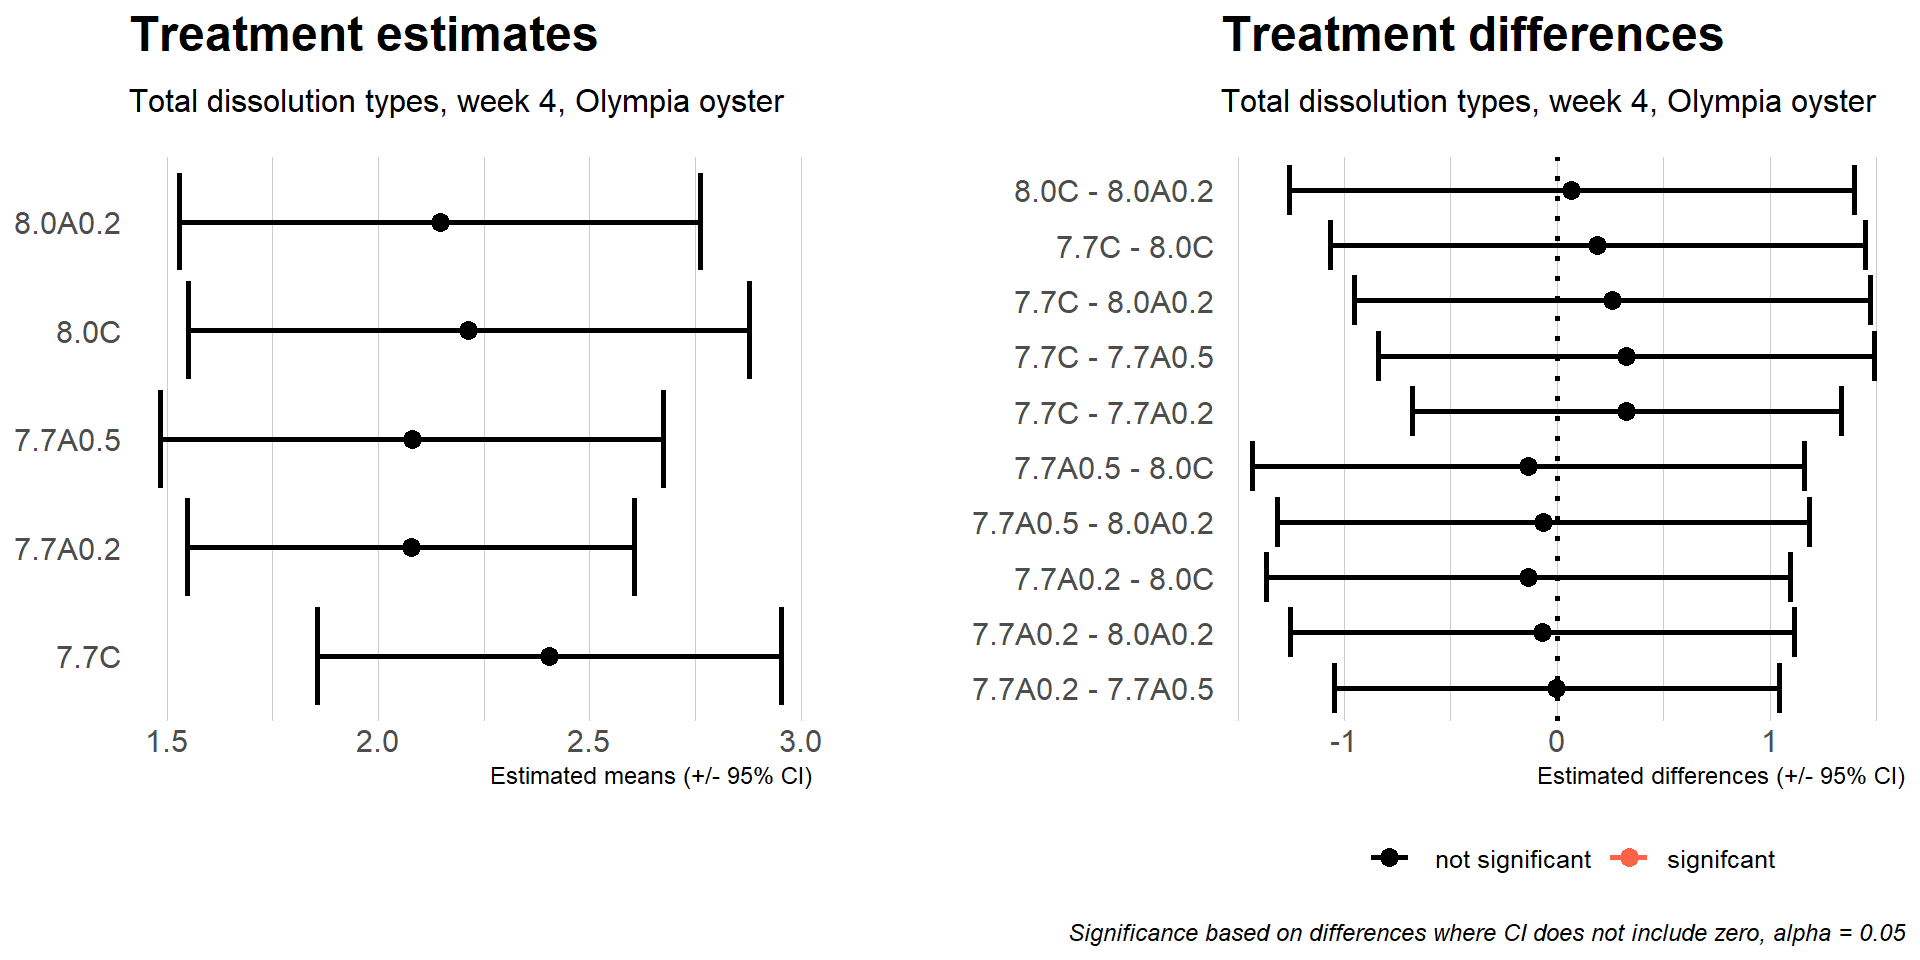 Treatment estimates
Total dissolution types, week 4, Olympia oyster
8.0A0.2
8.0C
7.7A0.5
7.7A0.2
7.7C
1.5 2.0 2.5 3.0
Estimated means (+/- 95% CI)
Treatment differences
Total dissolution types, week 4, Olympia oyster
8.0C - 8.0A0.2
7.7C - 8.0C
7.7C - 8.0A0.2
7.7C - 7.7A0.5
7.7C - 7.7A0.2
7.7A0.5 - 8.0C
7.7A0.5 - 8.0A0.2
7.7A0.2 - 8.0C
7.7A0.2 - 8.0A0.2
7.7A0.2 - 7.7A0.5
-1 0 1
Estimated differences (+/- 95% CI)
not significant signifcant
Significance based on differences where CI does not include zero, alpha = 0.05